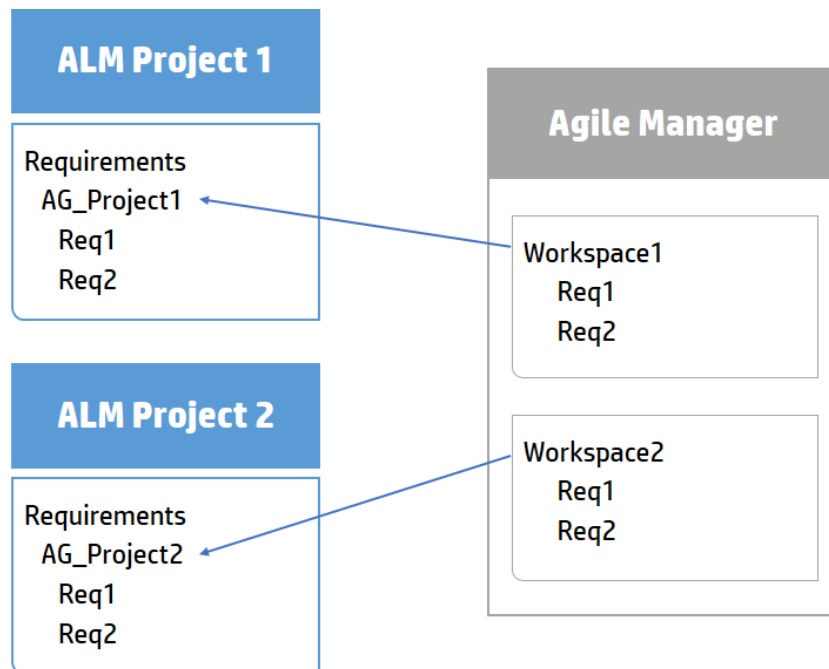 ALM Project 1
Requirements
AG_Project1
Req1
Req2
ALM Project 2
Requirements
AG_Project2
Req1
Req2
Agile Manager
Workspace1
Req1
Req2
Workspace2
Req1
Req2